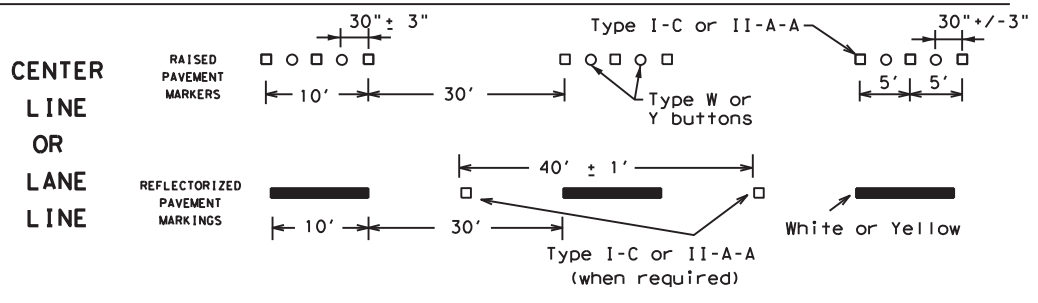 30"± 3"
Type I-C or II-A-A
30"+/-3"
CENTER
LINE
OR
LANE
LINE
RAISED
PAVEMENT
MARKERS
10'
30'
5'
5'
Type W or
Y buttons
40' ± 1'
REFLECTORIZED
PAVEMENT
MARKINGS
10'
30'
White or Yellow
Type I-C or II-A-A
(when required)